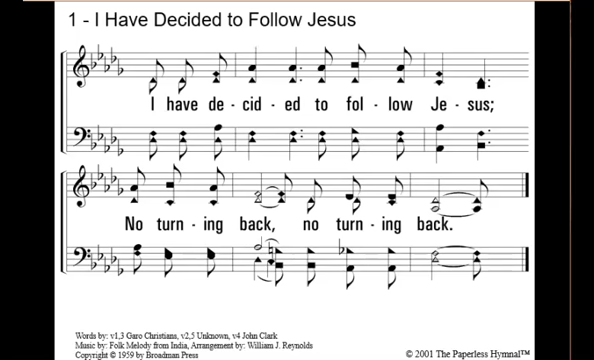 1 - I Have Decided to Follow Jesus
I have de - cid - ed to fol - low Je - sus;
No turn - ing back, no turn - ing back.
Words by: v1,3 Garo Christians, v2,5 Unknown, v4 John Clark
Music by: Folk Melody from India, Arrangement by: William J. Reynolds
Copyright © 1959 by Broadman Press
© 2001 The Paperless Hymnal™